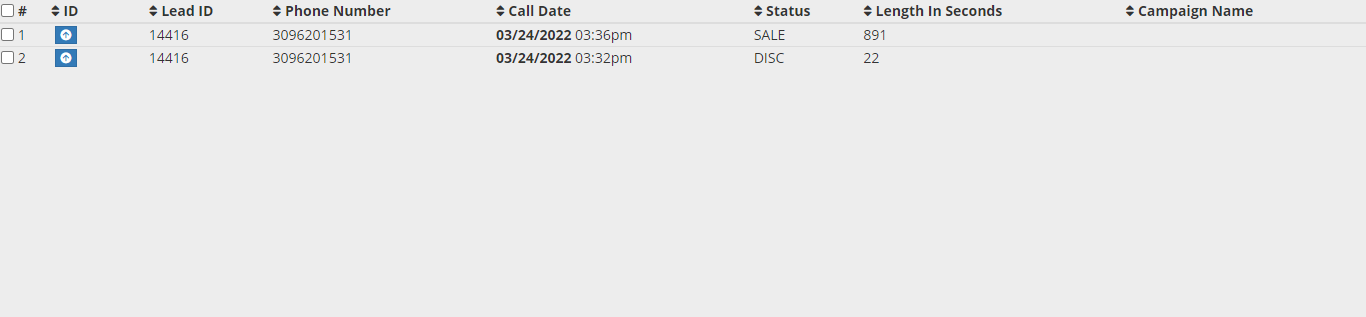 # ID Lead ID Phone Number Call Date Status Length In Seconds Campaign Name
1 14416 3096201531 03/24/2022 03:36pm SALE 891
2 14416 3096201531 03/24/2022 03:32pm DISC 22